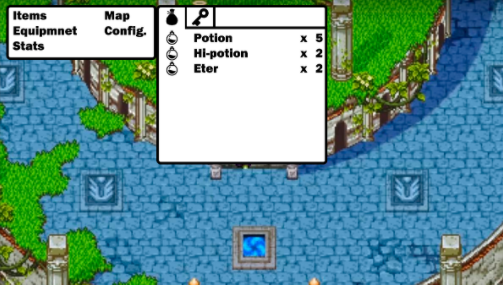 Items Map
Equipmnet Config.
Stats
Potion x 5
Hi-potion x 2
Eter x 2